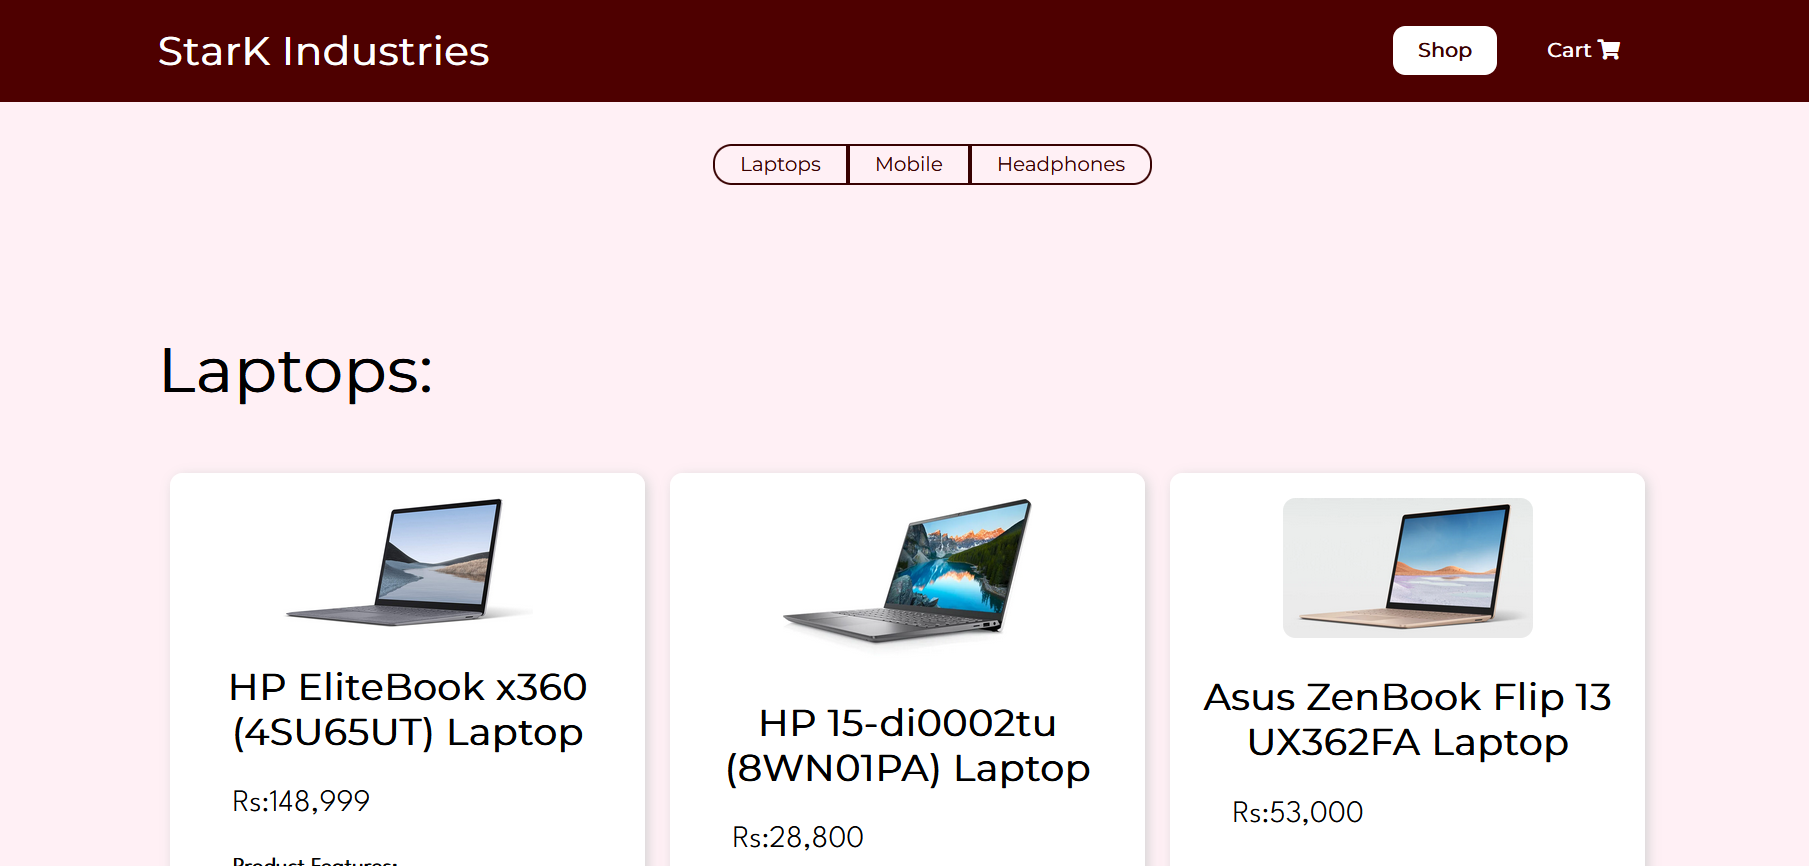 StarK Industries
Shop
Cart
Laptops
Mobile
Headphones
Laptops:
HP EliteBook x360
(4SU65UT) Laptop
Rs:148,999
Product Features:
HP 15-di0002tu
(8WN01PA) Laptop
Rs:28,800
Asus ZenBook Flip 13
UX362FA Laptop
Rs:53,000